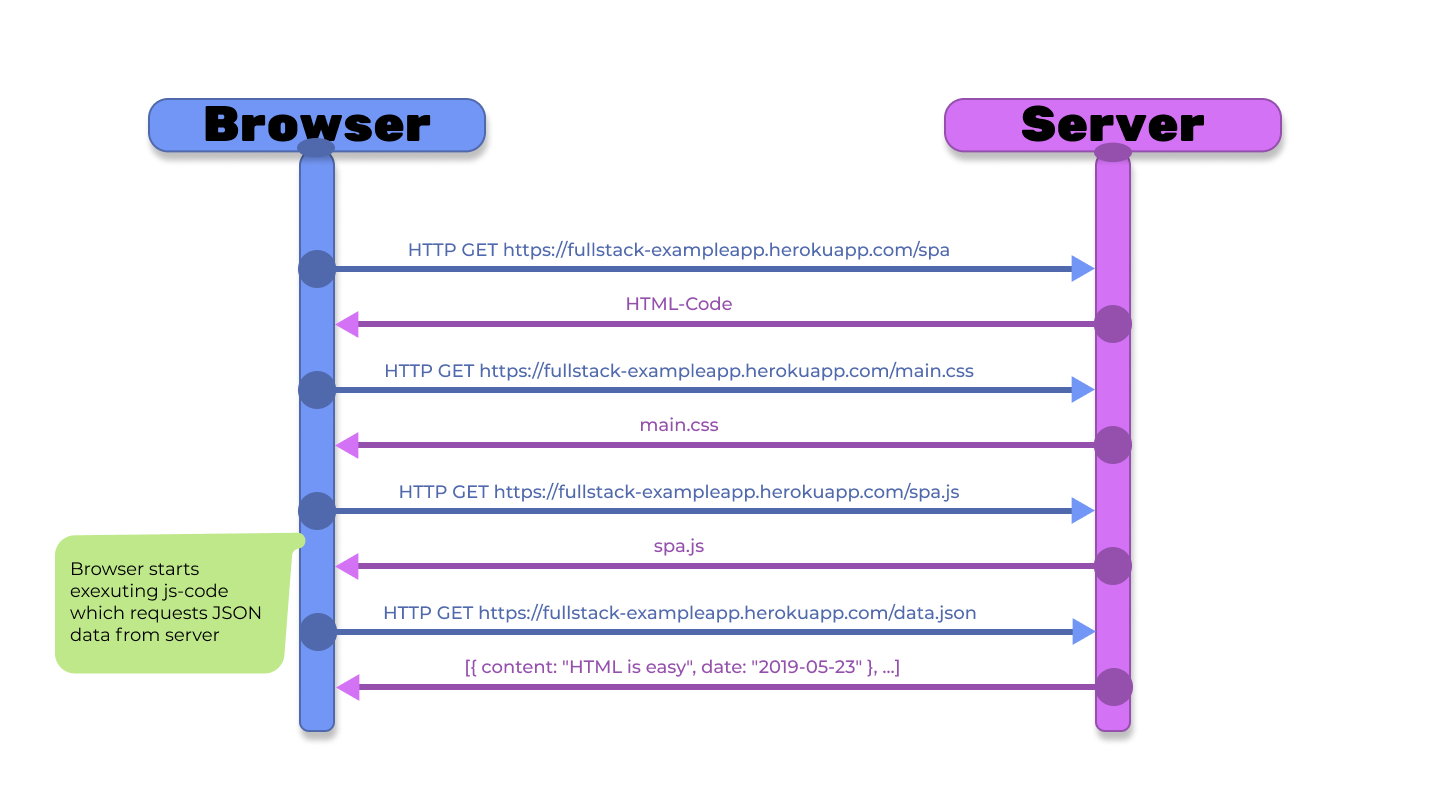 Browser
Server
HTTP GET https://fullstack-exampleapp.herokuapp.com/spa
HTML-Code
HTTP GET https://fullstack-exampleapp.herokuapp.com/main.css
main.css
HTTP GET https://fullstack-exampleapp.herokuapp.com/spa.js
spa.js
Browser starts
exexuting js-code
which requests JSON
data from server
HTTP GET https://fullstack-exampleapp.herokuapp.com/data.json
[{ content: "HTML is easy", date: "2019-05-23" }, ...]